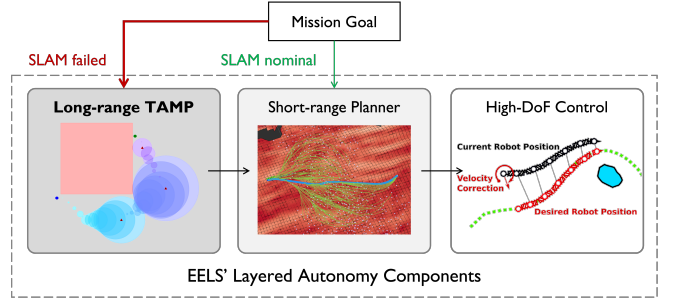 Mission Goal
SLAM failed
SLAM nominal
Long-range TAMP
Short-range Planner
High-DoF Control
Current Robot Position
Velocity
Correction
Desired Robot Position
EELS' Layered Autonomy Components